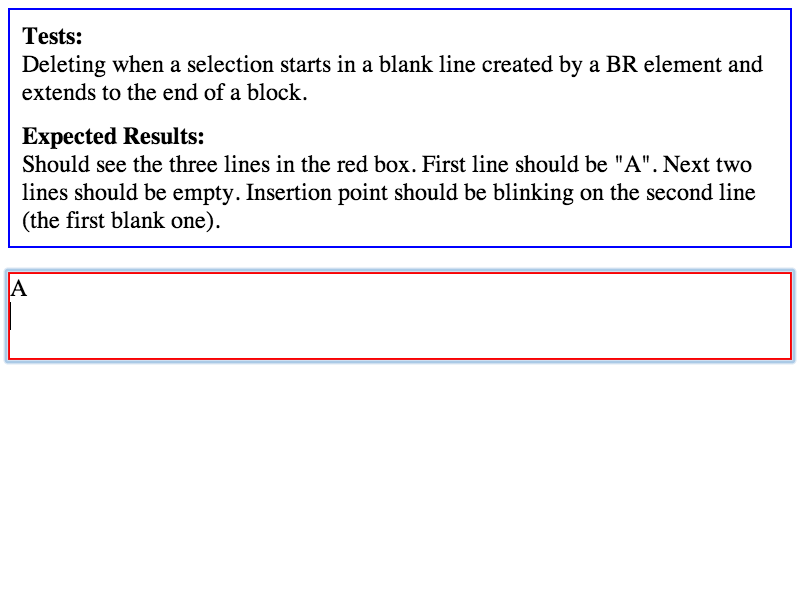 Tests:
Deleting when a selection starts in a blank line created by a BR element and
extends to the end of a block.
Expected Results:
Should see the three lines in the red box. First line should be "A". Next two
lines should be empty. Insertion point should be blinking on the second line
(the first blank one).
A